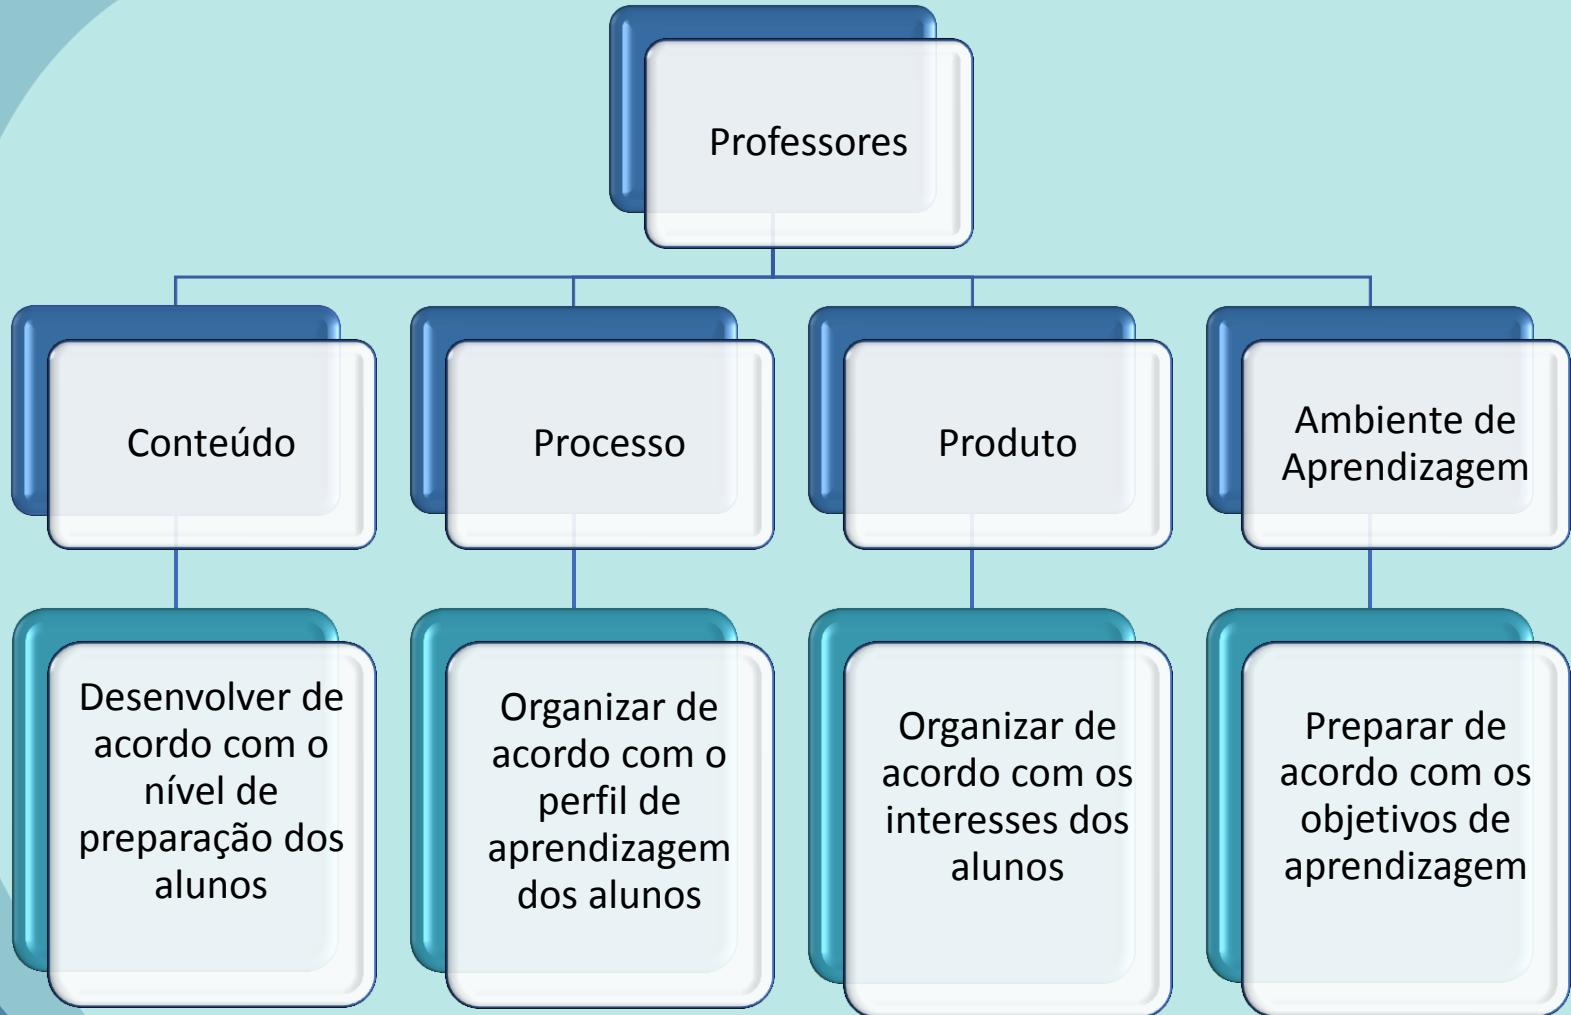 Professores
Conteúdo
Processo
Produto
Ambiente de
Aprendizagem
Desenvolver de
acordo com o
nível de
preparação dos
alunos
Organizar de
acordo com o
perfil de
aprendizagem
dos alunos
Organizar de
acordo com os
interesses dos
alunos
Preparar de
acordo com os
objetivos de
aprendizagem